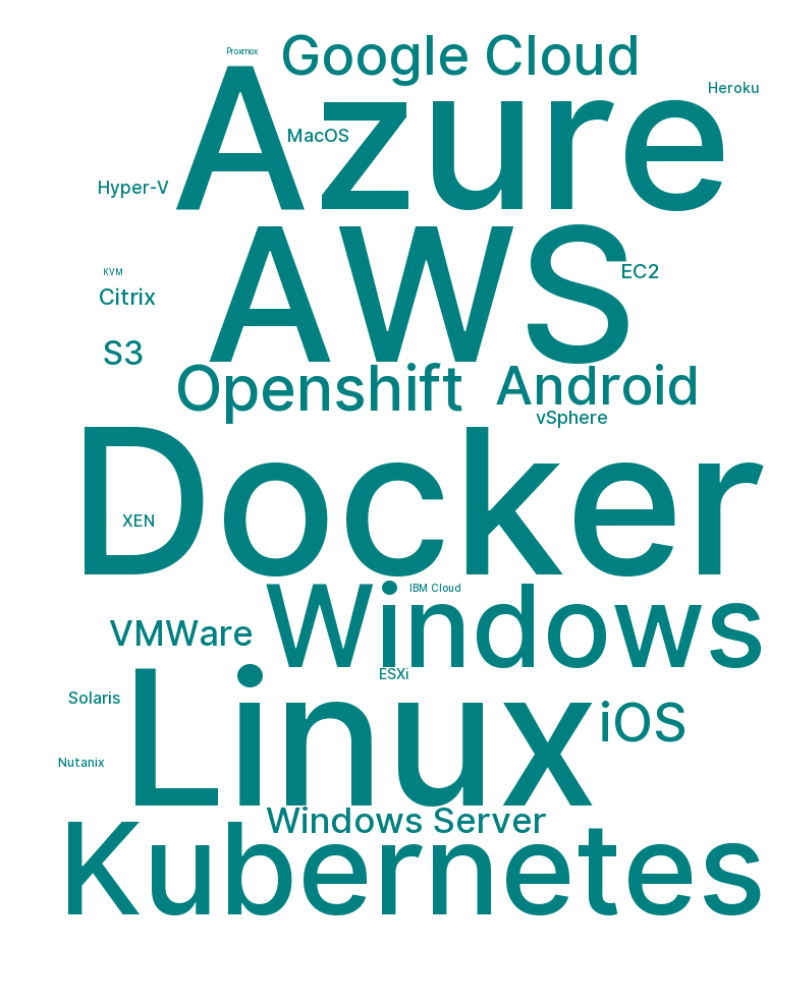 Proxmox
Google Cloud
Heroku
Azure
MacOS
Hyper-V
AWS
EC2
KVM
Citrix
S3
Openshift
Android
vSphere
Docker
XEN
IBM Cloud
Windows
VMWare
ESXi
Solaris
Linux
iOS
Nutanix
Windows Server
Kubernetes